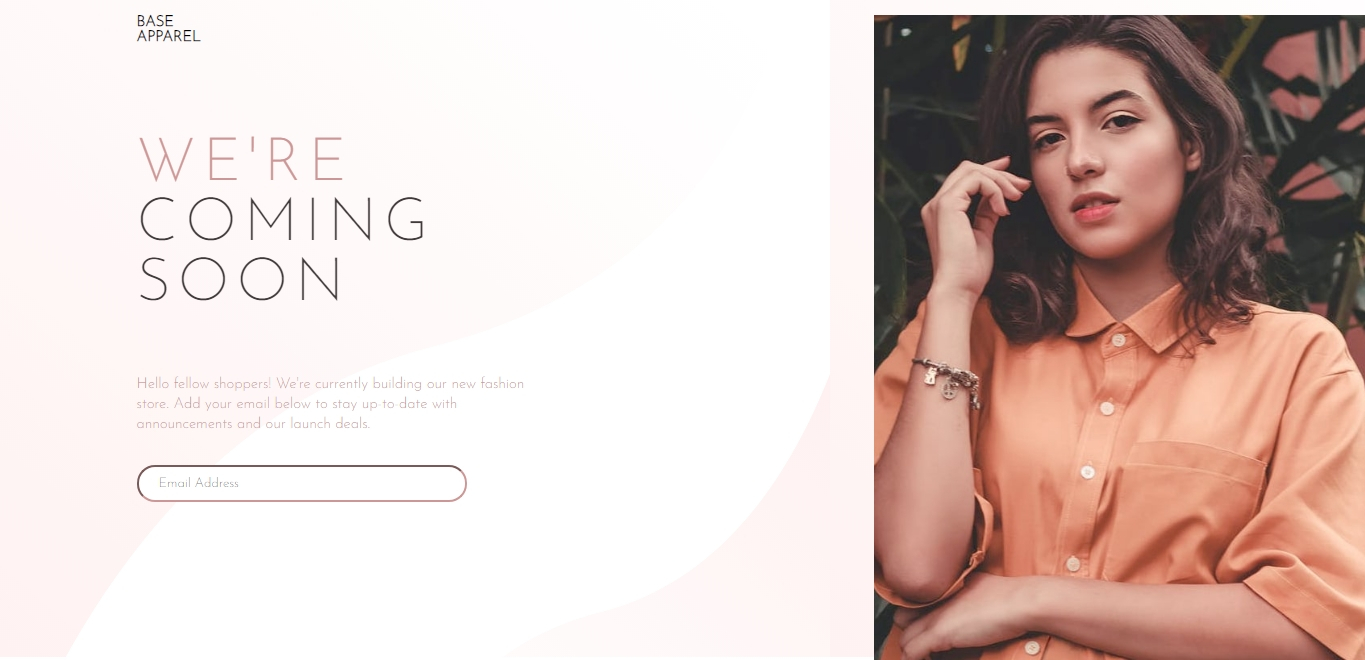 BASE
APPAREL
WE'RE
COMING
SOON
Hello fellow shoppers! We're currently building our new fashion
store. Add your email below to stay up-to-date with
announcements and our launch deals.
Email Address